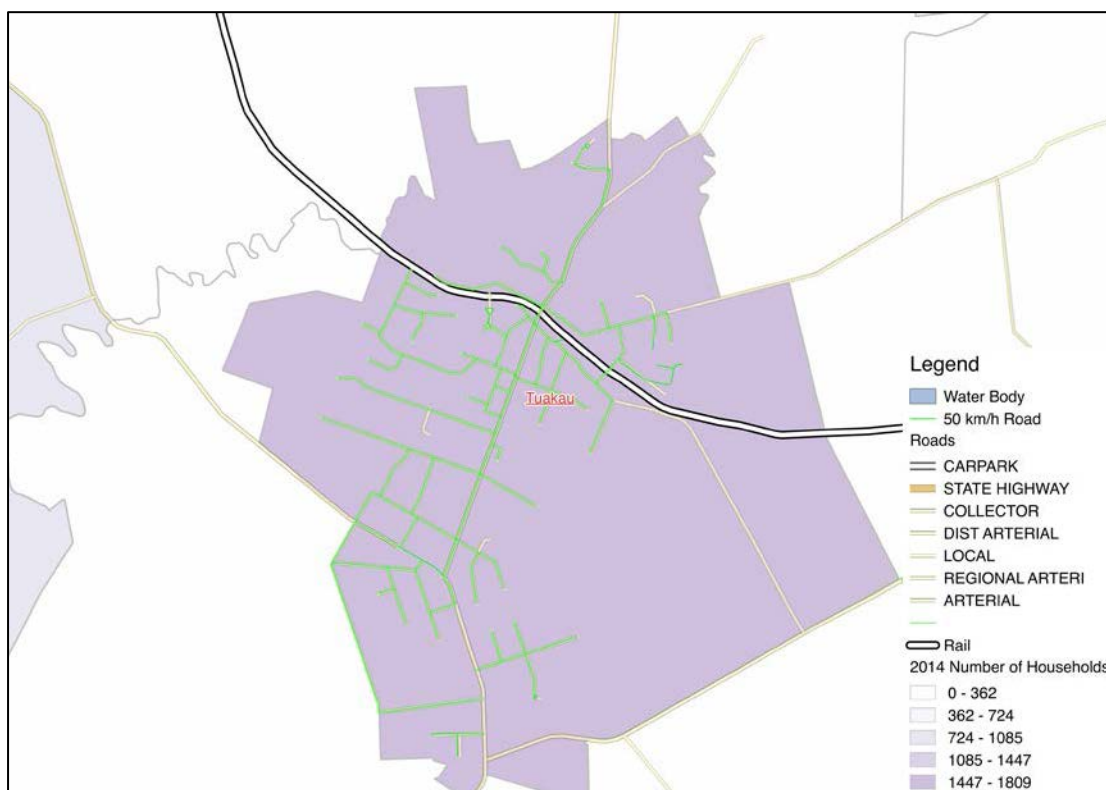 Tuakau
Legend
Water Body
50 km/h Road
Roads
CARPARK
STATE HIGHWAY
COLLECTOR
DIST ARTERIAL
LOCAL
REGIONAL ARTERI
ARTERIAL
Rail
2014 Number of Households
0 - 362
362 - 724
724 - 1085
1085 - 1447
1447 - 1809